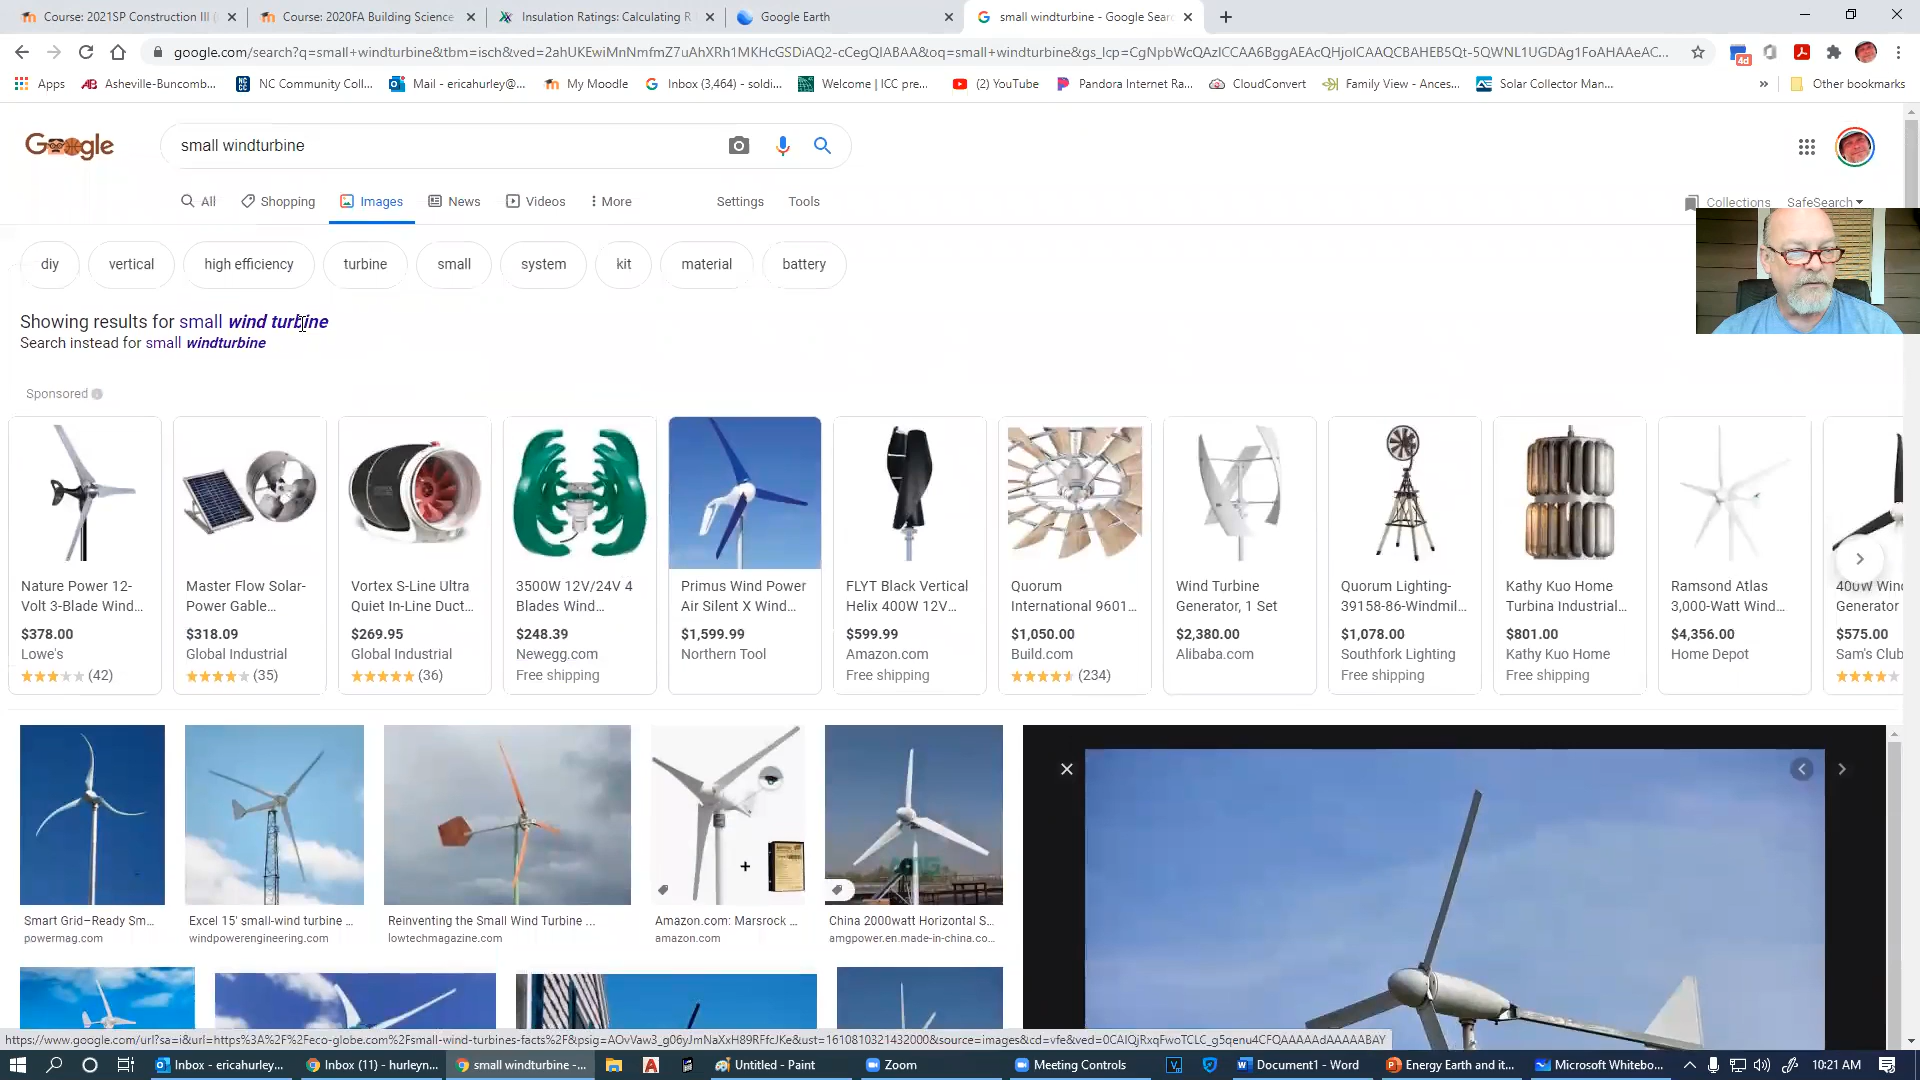 Course: 2021SP Construction III (
Course: 2020FA Building Science
Insulation Ratings: Calculating R
Google Earth
small windturbine - Google Sear
google.com/search?q=small+windturbine&tbm=isch&ved=2ahUKEwiMnNmfmZ7uAhXRh1MKHcGSDiAQ2-cCegQIABAA&oq=small+windturbine&gs_lcp=CgNpbWcQAzICCAA6BggAEAcQHjoICAAQCBAHEB5Qt-5QWNL1UGDAg1FoAHAAeAC...
4d
Apps
AB Asheville-Buncomb...
NC Community Coll...
Mail - ericahurley@...
My Moodle
Inbox (3,464) - soldi...
Welcome | ICC pre...
(2) YouTube
Pandora Internet Ra...
CloudConvert
Family View - Ances...
Solar Collector Man...
»
Other bookmarks
Google
small windturbine
All
Shopping
Images
News
Videos
More
Settings
Tools
Collections
SafeSearch
diy
vertical
high efficiency
turbine
small
system
kit
material
battery
Showing results for small wind turbine
Search instead for small windturbine
Sponsored
Nature Power 12-
Volt 3-Blade Wind...
$378.00
Lowe's
(42)
Master Flow Solar-
Power Gable...
$318.09
Global Industrial
(35)
Vortex S-Line Ultra
Quiet In-Line Duct...
$269.95
Global Industrial
(36)
3500W 12V/24V 4
Blades Wind...
$248.39
Newegg.com
Free shipping
Primus Wind Power
Air Silent X Wind...
$1,599.99
Northern Tool
FLYT Black Vertical
Helix 400W 12V...
$599.99
Amazon.com
Free shipping
Quorum
International 9601...
$1,050.00
Build.com
(234)
Wind Turbine
Generator, 1 Set
$2,380.00
Alibaba.com
Quorum Lighting-
39158-86-Windmil...
$1,078.00
Southfork Lighting
Free shipping
Kathy Kuo Home
Turbina Industrial...
$801.00
Kathy Kuo Home
Free shipping
Ramsond Atlas
3,000-Watt Wind...
$4,356.00
Home Depot
400W Win
Generator
$575.00
Sam's Club
Smart Grid–Ready Sm...
powermag.com
Excel 15' small-wind turbine ...
windpowerengineering.com
Reinventing the Small Wind Turbine ...
lowtechmagazine.com
Amazon.com: Marsrock ...
amazon.com
China 2000watt Horizontal S...
amgpower.en.made-in-china.co...
https://www.google.com/url?sa=i&url=https%3A%2F%2Feco-globe.com%2Fsmall-wind-turbines-facts%2F&psig=AOvVaw3_g06yJmNaXxH89RFfcJKe&ust=1610810321432000&source=images&cd=vfe&ved=0CAIQjRxqFwoTCLC_g5qenu4CFQAAAAAdAAAAABAY
Inbox - ericahurley...
Inbox (11) - hurleyn...
small windturbine -...
Untitled - Paint
Zoom
Meeting Controls
Document1 - Word
Energy Earth and it...
Microsoft Whitebo...
10:21 AM